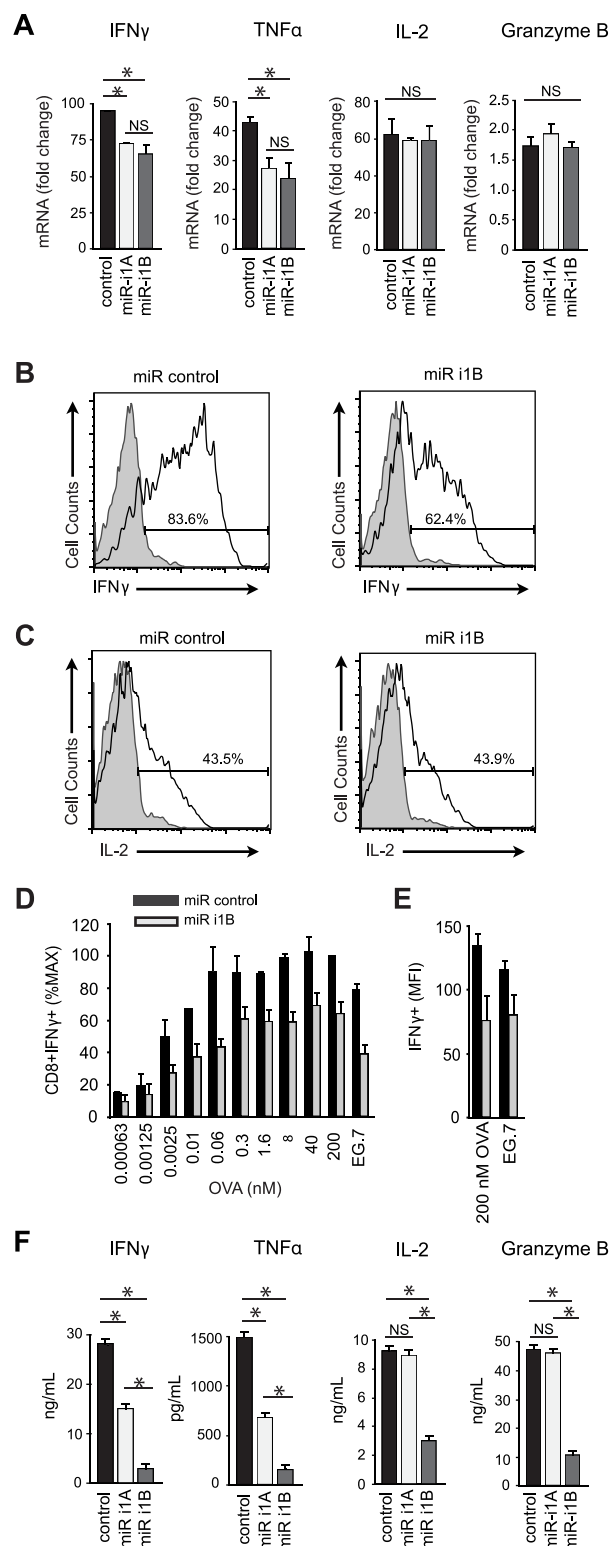 A
IFNγ
TNFα
IL-2
Granzyme B
mRNA (fold change)
100
75
50
25
0
*
*
NS
control
miR-i1A
miR-i1B
mRNA (fold change)
50
40
30
20
10
0
*
*
NS
control
miR-i1A
miR-i1B
mRNA (fold change)
80
60
40
20
0
NS
control
miR-i1A
miR-i1B
mRNA (fold change)
2.5
2.0
1.5
1.0
0.5
0
NS
control
miR-i1A
miR-i1B
B
miR control
miR i1B
Cell Counts
83.6%
IFNγ
Cell Counts
62.4%
IFNγ
C
miR control
miR i1B
Cell Counts
43.5%
IL-2
Cell Counts
43.9%
IL-2
D
miR control
miR i1B
CD8+IFNγ+ (%MAX)
120
100
80
60
40
20
0
0.00063
0.00125
0.0025
0.01
0.06
0.3
1.6
8
40
200
EG.7
OVA (nM)
E
IFNγ+ (MFI)
150
100
50
0
200 nM OVA
EG.7
F
IFNγ
TNFα
IL-2
Granzyme B
ng/mL
30
15
0
*
*
*
control
miR i1A
miR i1B
pg/mL
1500
1000
500
0
*
*
*
control
miR i1A
miR i1B
ng/mL
10
8
6
4
2
0
*
NS
*
control
miR i1A
miR i1B
ng/mL
50
40
30
20
10
0
*
NS
*
control
miR-i1A
miR-i1B